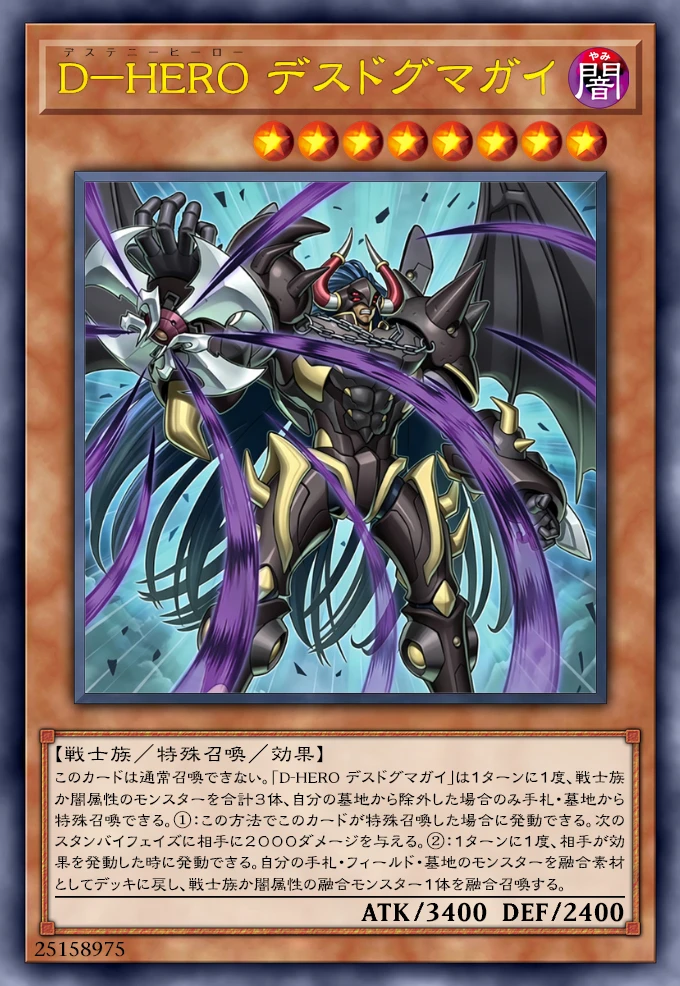 デステニーヒーロー
D－HERO デスドグマガイ
やみ
闇
【戦士族／特殊召喚／効果】
このカードは通常召喚できない。「D-HERO デスドグマガイ」は１ターンに１度、戦士族
か闇属性のモンスターを合計３体、自分の墓地から除外した場合のみ手札・墓地から
特殊召喚できる。①：この方法でこのカードが特殊召喚した場合に発動できる。次の
スタンバイフェイズに相手に２０００ダメージを与える。②：１ターンに１度、相手が効
果を発動した時に発動できる。自分の手札・フィールド・墓地のモンスターを融合素材
としてデッキに戻し、戦士族か闇属性の融合モンスター１体を融合召喚する。
ATK/3400 DEF/2400
25158975